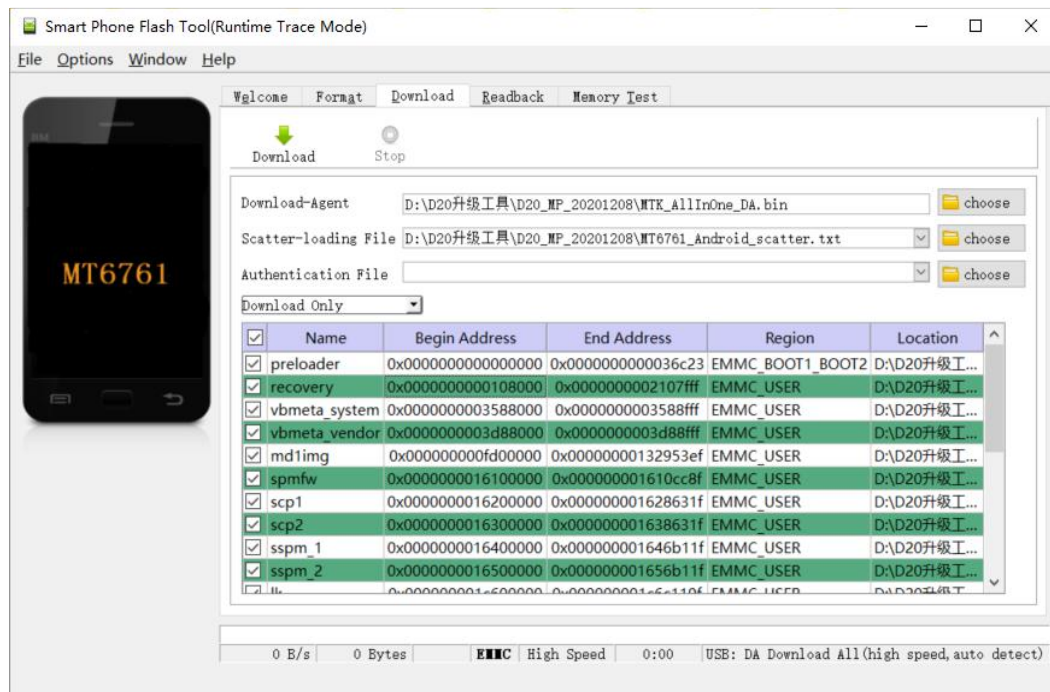 Smart Phone Flash Tool(Runtime Trace Mode)
File Options Window Help
Welcome Format Download Readback Memory Test
BM
Download Stop
Download-Agent D:\D20升级工具\D20_MP_20201208\MTK_AllInOne_DA.bin choose
Scatter-loading File D:\D20升级工具\D20_MP_20201208\MT6761_Android_scatter.txt choose
MT6761
Authentication File choose
Download Only
Name Begin Address End Address Region Location
preloader 0x0000000000000000 0x0000000000036c23 EMMC_BOOT1_BOOT2 D:\D20升级工...
recovery 0x0000000000108000 0x0000000002107fff EMMC_USER D:\D20升级工...
vbmeta_system 0x0000000003588000 0x0000000003588fff EMMC_USER D:\D20升级工...
vbmeta_vendor 0x0000000003d88000 0x0000000003d88fff EMMC_USER D:\D20升级工...
md1img 0x000000000fd00000 0x00000000132953ef EMMC_USER D:\D20升级工...
spmfw 0x0000000016100000 0x000000001610cc8f EMMC_USER D:\D20升级工...
scp1 0x0000000016200000 0x000000001628631f EMMC_USER D:\D20升级工...
scp2 0x0000000016300000 0x000000001638631f EMMC_USER D:\D20升级工...
sspm_1 0x0000000016400000 0x000000001646b11f EMMC_USER D:\D20升级工...
sspm_2 0x0000000016500000 0x000000001656b11f EMMC_USER D:\D20升级工...
0 B/s 0 Bytes EMMC High Speed 0:00 USB: DA Download All(high speed,auto detect)